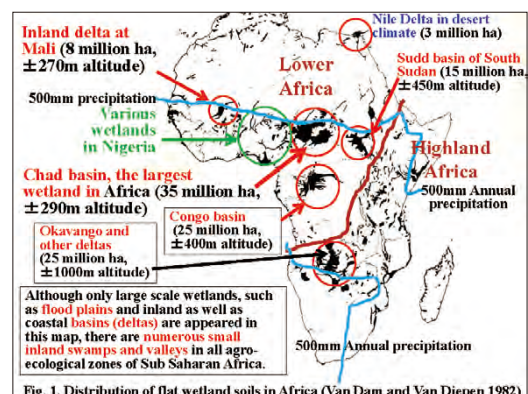 Inland delta at
Mali (8 million ha,
±270m altitude)
500mm precipitation
Various
wetlands
in Nigeria
Nile Delta in desert
climate (3 million ha)
Lower
Africa
Sudd basin of South
Sudan (15 million ha,
±450m altitude)
Highland
Africa
500mm Annual
precipitation
Chad basin, the largest
wetland in Africa (35 million ha,
±290m altitude)
Congo basin
(25 million ha,
±400m altitude)
Okavango and
other deltas
(25 million ha,
±1000m altitude)
Although only large scale wetlands, such
as flood plains and inland as well as
coastal basins (deltas) are appeared in
this map, there are numerous small
inland swamps and valleys in all agro-
ecological zones of Sub Saharan Africa.
500mm Annual precipitation
Fig. 1. Distribution of flat wetland soils in Africa (Van Dam and Van Diepen 1982)